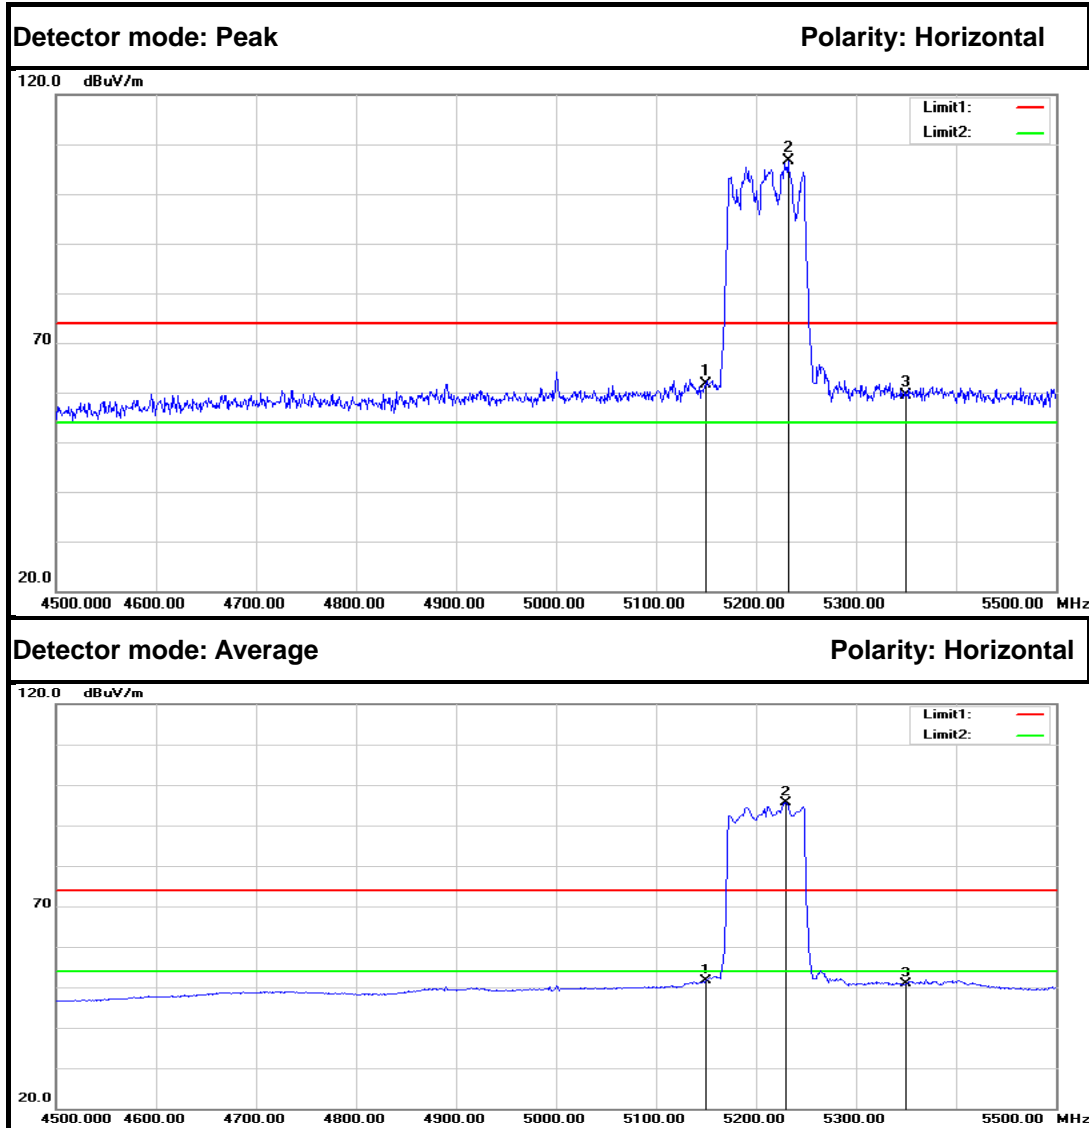 Detector mode: Peak Polarity: Horizontal
120.0 dBuV/m
Limit1:
Limit2:
2
70
1
3
20.0
4500.000 4600.00 4700.00 4800.00 4900.00 5000.00 5100.00 5200.00 5300.00 5500.00 MHz
Detector mode: Average Polarity: Horizontal
120.0 dBuV/m
Limit1:
Limit2:
2
70
1
3
20.0
4500.000 4600.00 4700.00 4800.00 4900.00 5000.00 5100.00 5200.00 5300.00 5500.00 MHz